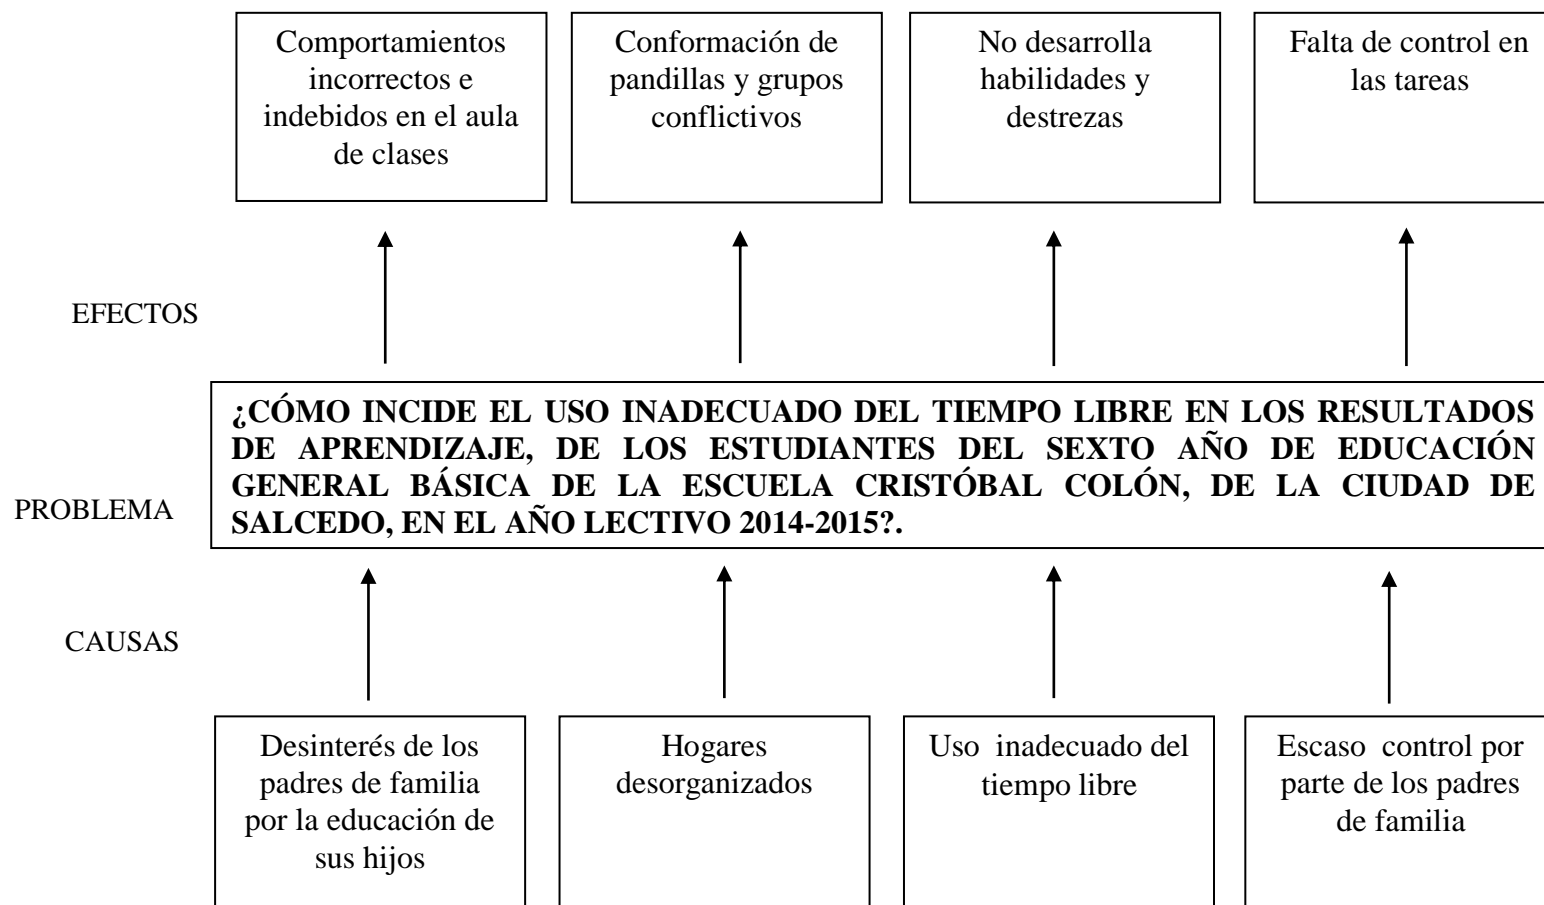 Comportamientos
incorrectos e
indebidos en el aula
de clases
Conformación de
pandillas y grupos
conflictivos
No desarrolla
habilidades y
destrezas
Falta de control en
las tareas
EFECTOS
¿CÓMO INCIDE EL USO INADECUADO DEL TIEMPO LIBRE EN LOS RESULTADOS
DE APRENDIZAJE, DE LOS ESTUDIANTES DEL SEXTO AÑO DE EDUCACIÓN
GENERAL BÁSICA DE LA ESCUELA CRISTÓBAL COLÓN, DE LA CIUDAD DE
SALCEDO, EN EL AÑO LECTIVO 2014-2015?.
PROBLEMA
CAUSAS
Desinterés de los
padres de familia
por la educación de
sus hijos
Hogares
desorganizados
Uso inadecuado del
tiempo libre
Escaso control por
parte de los padres
de familia